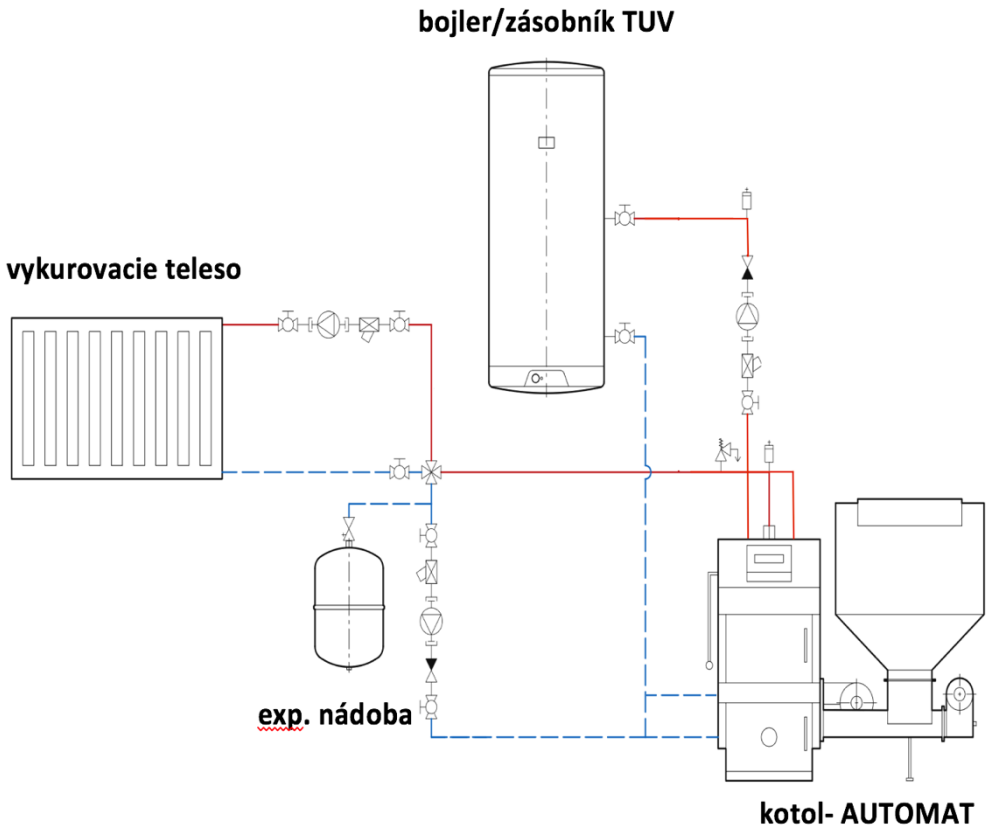 bojler/zásobník TUV
vykurovacie teleso
exp. nádoba
kotol- AUTOMAT